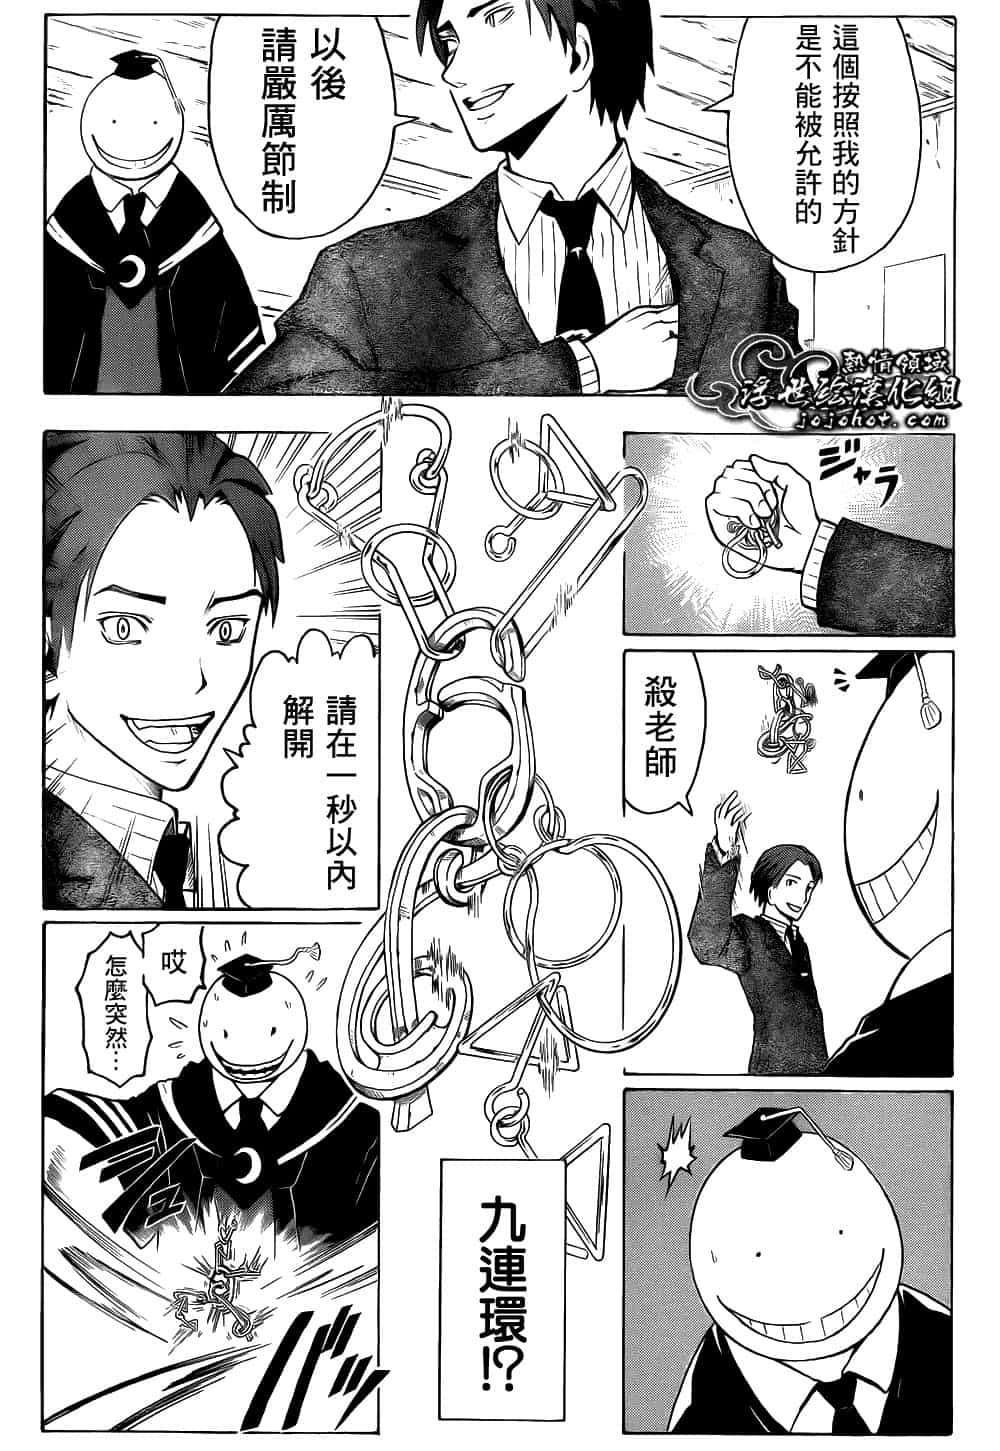 這個按照我的方針
是不能被允許的
以後
請嚴厲節制
熱情領域
浮世绘漢化组
jojohot.com
ジャラ
殺老師
請在一秒以內
解開
九連環!?
哎
怎麼突然…